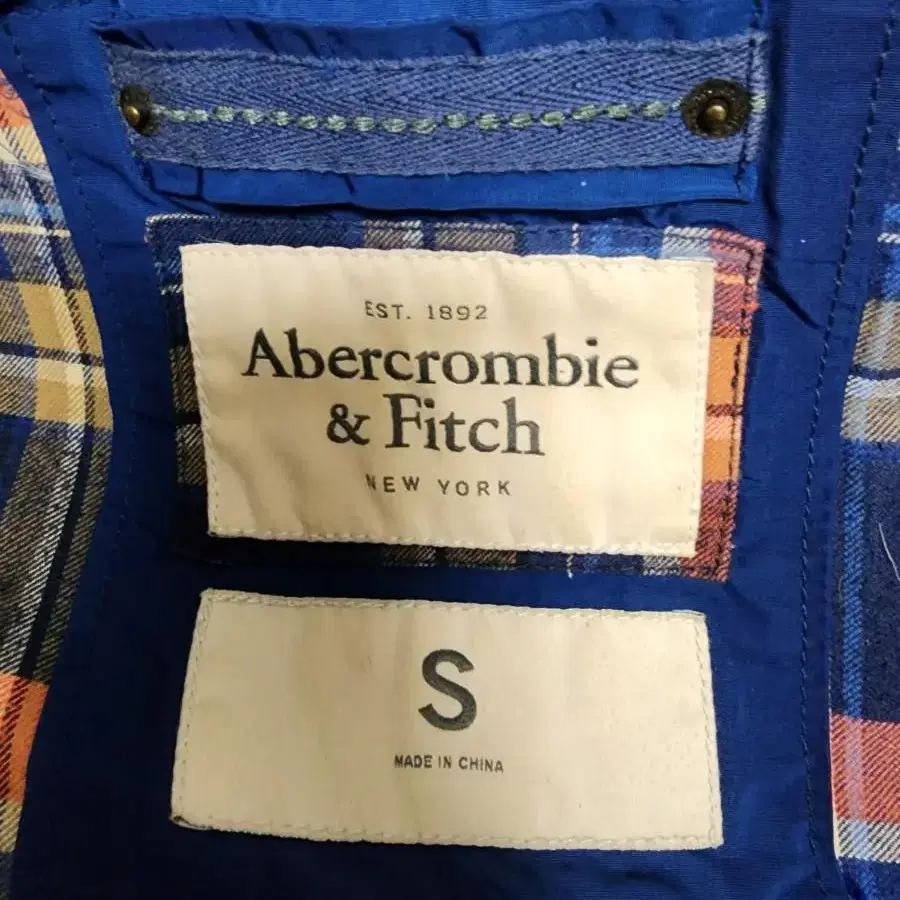 EST. 1892
Abercrombie
& Fitch
NEW YORK
S
MADE IN CHINA